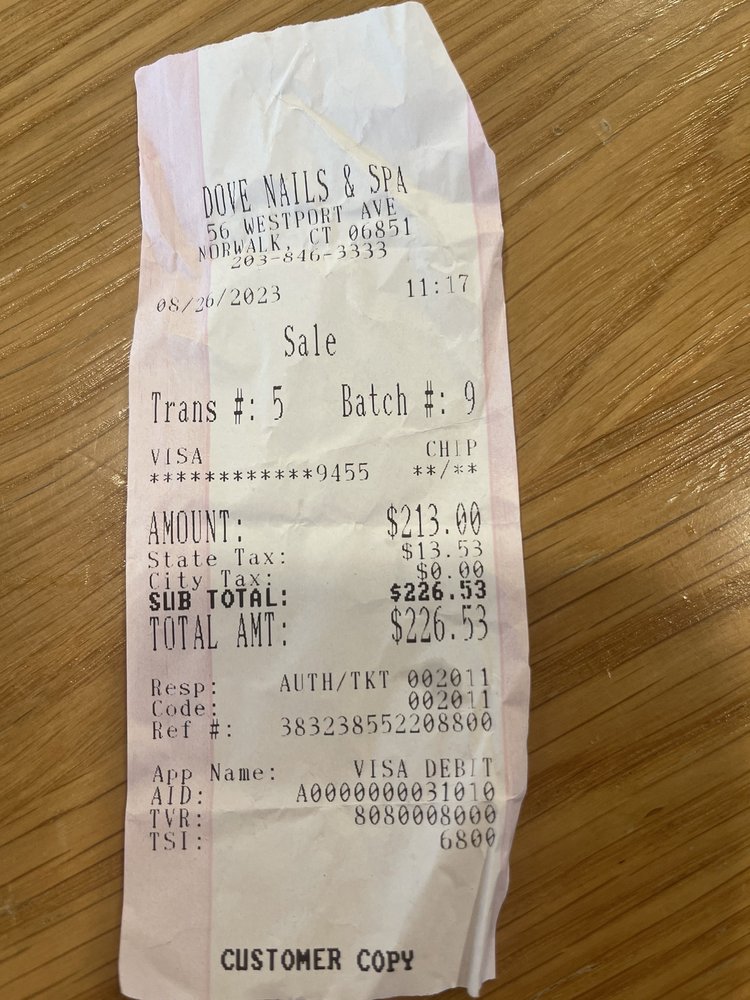 DOVE NAILS & SPA
56 WESTPORT AVE
NORWALK, CT 06851
203-846-3333
08/26/2023 11:17
Sale
Trans #: 5 Batch #: 9
VISA CHIP
************9455 **/**
AMOUNT: $213.00
State Tax: $13.53
City Tax: $0.00
SUB TOTAL: $226.53
TOTAL AMT: $226.53
Resp: AUTH/TKT 002011
Code: 002011
Ref #: 383238552208800
App Name: VISA DEBIT
AID: A0000000031010
TVR: 8080008000
TSI: 6800
CUSTOMER COPY